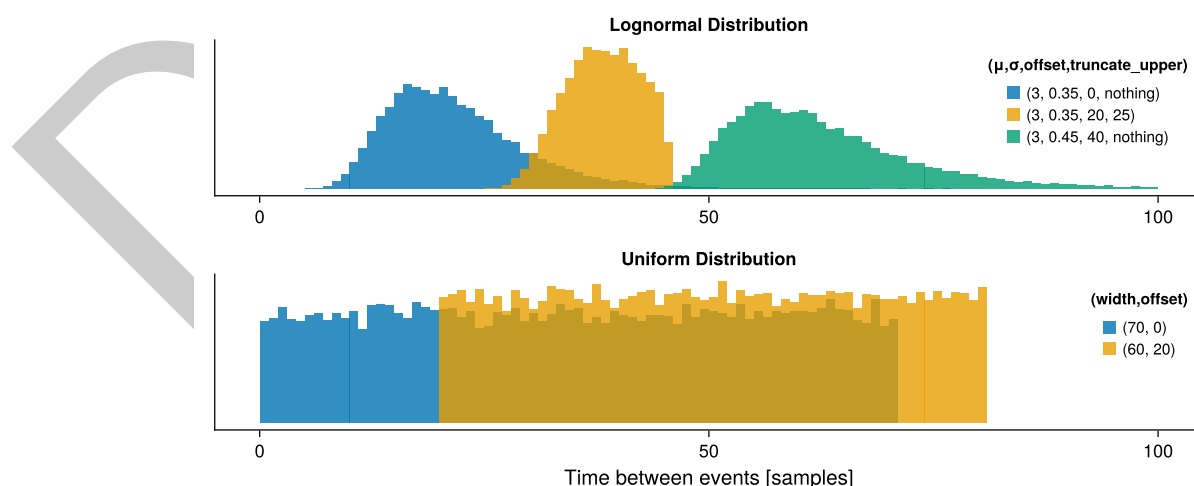 Lognormal Distribution
(μ,σ,offset,truncate_upper)
(3, 0.35, 0, nothing)
(3, 0.35, 20, 25)
(3, 0.45, 40, nothing)
0 50 100
Uniform Distribution
(width,offset)
(70, 0)
(60, 20)
0 50 100
Time between events [samples]